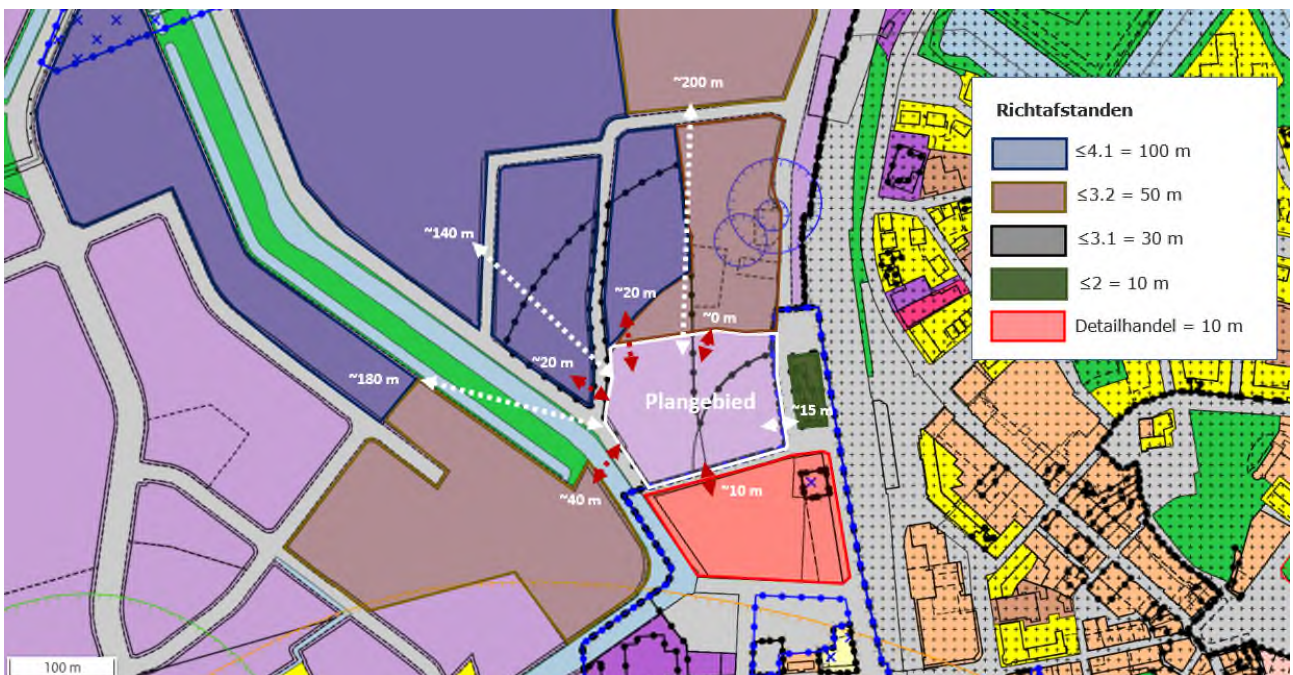 ~200 m
Richtafstanden
≤4.1 = 100 m
≤3.2 = 50 m
≤3.1 = 30 m
≤2 = 10 m
Detailhandel = 10 m
~140 m
~20 m
~0 m
~20 m
~180 m
Plangebied
~15 m
~40 m
~10 m
100 m